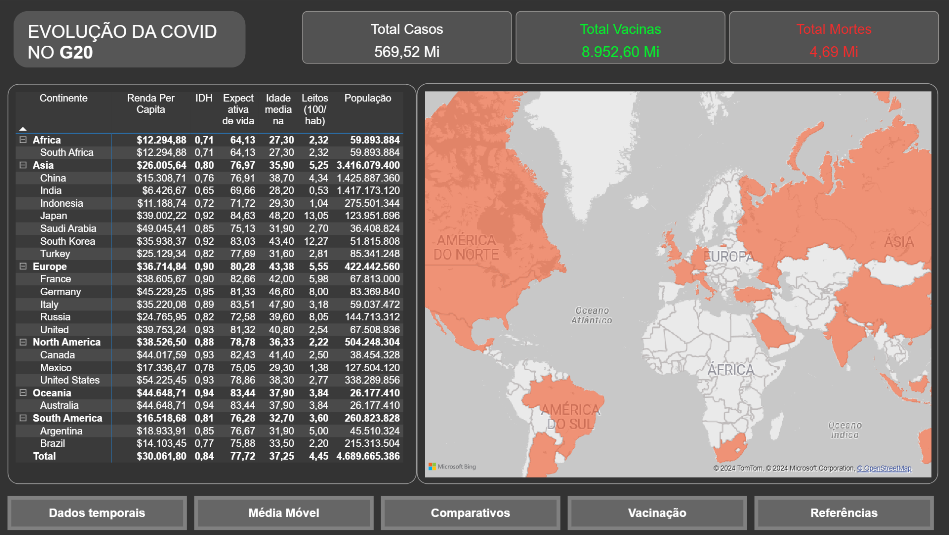 EVOLUÇÃO DA COVID
NO G20
Total Casos
569,52 Mi
Total Vacinas
8.952,60 Mi
Total Mortes
4,69 Mi
Continente Renda Per Capita IDH Expect ativa de vida Idade media na Leitos (100/ hab) População
Africa $12.294,88 0,71 64,13 27,30 2,32 59.893.884
South Africa $12.294,88 0,71 64,13 27,30 2,32 59.893.884
Asia $26.005,64 0,80 76,97 35,90 5,25 3.416.079.400
China $15.308,71 0,76 76,91 38,70 4,34 1.425.887.360
India $6.426,67 0,65 69,66 28,20 0,53 1.417.173.120
Indonesia $11.188,74 0,72 71,72 29,30 1,04 275.501.344
Japan $39.002,22 0,92 84,63 48,20 13,05 123.951.696
Saudi Arabia $49.045,41 0,85 75,13 31,90 2,70 36.408.824
South Korea $35.938,37 0,92 83,03 43,40 12,27 51.815.808
Turkey $25.129,34 0,82 77,69 31,60 2,81 85.341.248
Europe $36.714,84 0,90 80,28 43,38 5,55 422.442.560
France $38.605,67 0,90 82,66 42,00 5,98 67.813.000
Germany $45.229,25 0,95 81,33 46,60 8,00 83.369.840
Italy $35.220,08 0,89 83,51 47,90 3,18 59.037.472
Russia $24.765,95 0,82 72,58 39,60 8,05 144.713.312
United $39.753,24 0,93 81,32 40,80 2,54 67.508.936
North America $38.526,50 0,88 78,78 36,33 2,22 504.248.304
Canada $44.017,59 0,93 82,43 41,40 2,50 38.454.328
Mexico $17.336,47 0,78 75,05 29,30 1,38 127.504.120
United States $54.225,45 0,93 78,86 38,30 2,77 338.289.856
Oceania $44.648,71 0,94 83,44 37,90 3,84 26.177.410
Australia $44.648,71 0,94 83,44 37,90 3,84 26.177.410
South America $16.518,68 0,81 76,28 32,70 3,60 260.823.828
Argentina $18.933,91 0,85 76,67 31,90 5,00 45.510.324
Brazil $14.103,45 0,77 75,88 33,50 2,20 215.313.504
Total $30.061,80 0,84 77,72 37,25 4,45 4.689.665.386
AMÉRICA
DO NORTE
EUROPA
ÁSIA
Oceano
Atlântico
ÁFRICA
AMÉRICA
DO SUL
Oceano
Índico
Microsoft Bing
© 2024 TomTom, © 2024 Microsoft Corporation, © OpenStreetMap
Dados temporais
Média Móvel
Comparativos
Vacinação
Referências